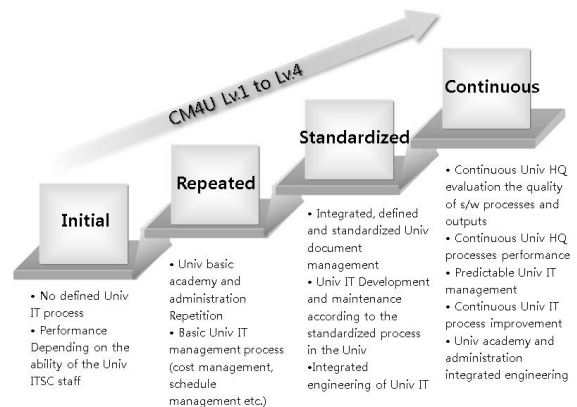 CM4U Lv.1 to Lv.4
Initial
• No defined Univ
IT process
• Performance
Depending on the
ability of the Univ
ITSC staff
Repeated
• Univ basic
academy and
administration
Repetition
• Basic Univ IT
management process
(cost management,
schedule
management etc.)
Standardized
• Integrated, defined
and standardized Univ
document
management
• Univ IT Development
and maintenance
according to the
standardized process
in the Univ
•Integrated
engineering of Univ IT
Continuous
• Continuous Univ HQ
evaluation the quality
of s/w processes and
outputs
• Continuous Univ HQ
processes performance
• Predictable Univ IT
management
• Continuous Univ IT
process improvement
• Univ academy and
administration
integrated engineering